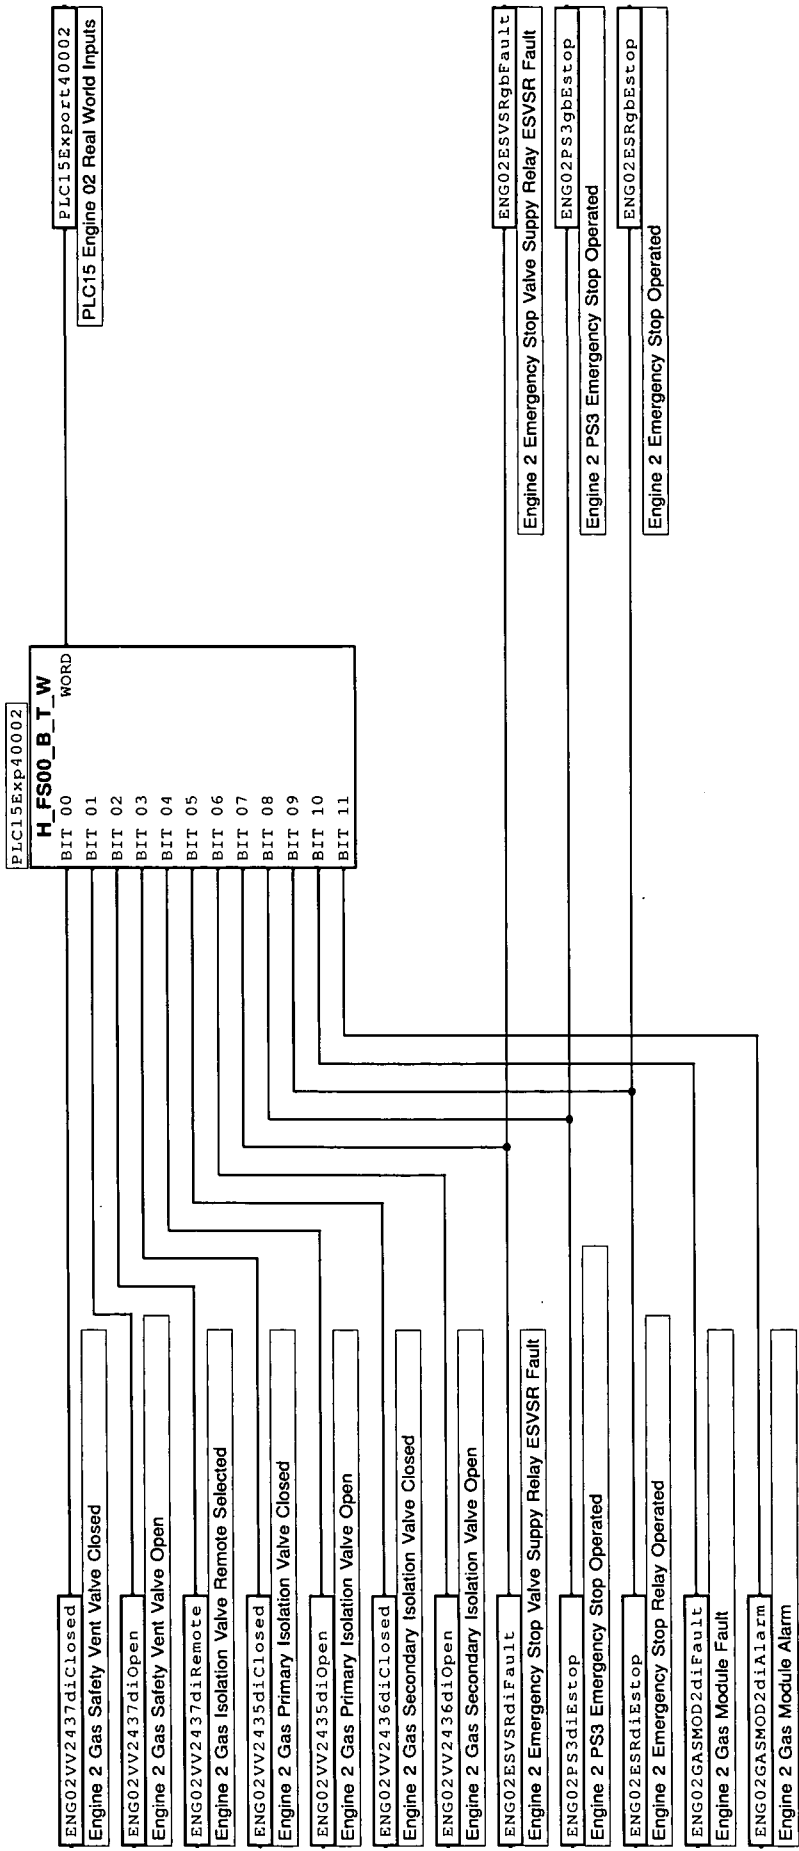 ENG02VV2437diClosed
Engine 2 Gas Safety Vent Valve Closed
ENG02VV2437diOpen
Engine 2 Gas Safety Vent Valve Open
ENG02VV2437diRemote
Engine 2 Gas Isolation Valve Remote Selected
ENG02VV2435diClosed
Engine 2 Gas Primary Isolation Valve Closed
ENG02VV2435diOpen
Engine 2 Gas Primary Isolation Valve Open
ENG02VV2436diClosed
Engine 2 Gas Secondary Isolation Valve Closed
ENG02VV2436diOpen
Engine 2 Gas Secondary Isolation Valve Open
ENG02ESVSRdiFault
Engine 2 Emergency Stop Valve Suppy Relay ESVSR Fault
ENG02PS3diEstop
Engine 2 PS3 Emergency Stop Operated
ENG02ESRdiEstop
Engine 2 Emergency Stop Relay Operated
ENG02GASMOD2diFault
Engine 2 Gas Module Fault
ENG02GASMOD2diAlarm
Engine 2 Gas Module Alarm
PLC15Exp40002
H_FS00_B_T_W
BIT 00 WORD
BIT 01
BIT 02
BIT 03
BIT 04
BIT 05
BIT 06
BIT 07
BIT 08
BIT 09
BIT 10
BIT 11
PLC15Export40002
PLC15 Engine 02 Real World Inputs
ENG02ESVSRgbFault
Engine 2 Emergency Stop Valve Suppy Relay ESVSR Fault
ENG02PS3gbEstop
Engine 2 PS3 Emergency Stop Operated
ENG02ESRgbEstop
Engine 2 Emergency Stop Operated